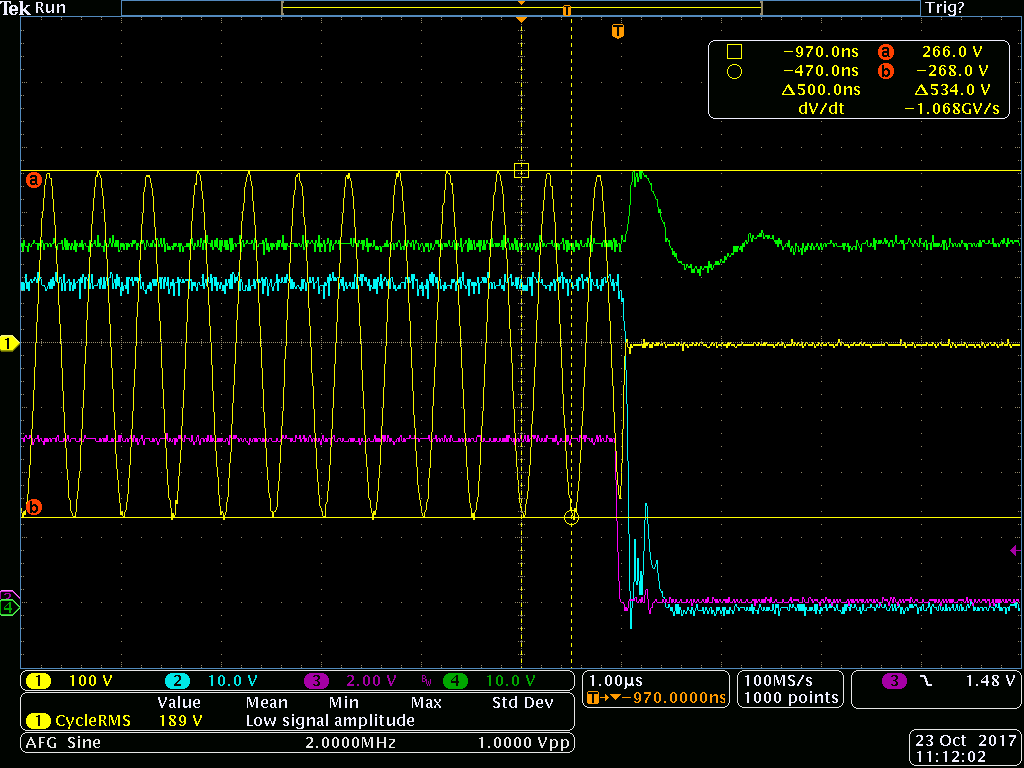 Tek Run Trig?
T
T
−970.0ns a 266.0 V
−470.0ns b −268.0 V
Δ500.0ns Δ534.0 V
dV/dt −1.068GV/s
a
1
b
4
1 100 V 2 10.0 V 3 2.00 V BW 4 10.0 V
1.00µs
T→▼−970.0000ns
100MS/s
1000 points
3 1.48 V
Value Mean Min Max Std Dev
1 CycleRMS 189 V Low signal amplitude
AFG Sine 2.0000MHz 1.0000 Vpp
23 Oct 2017
11:12:02